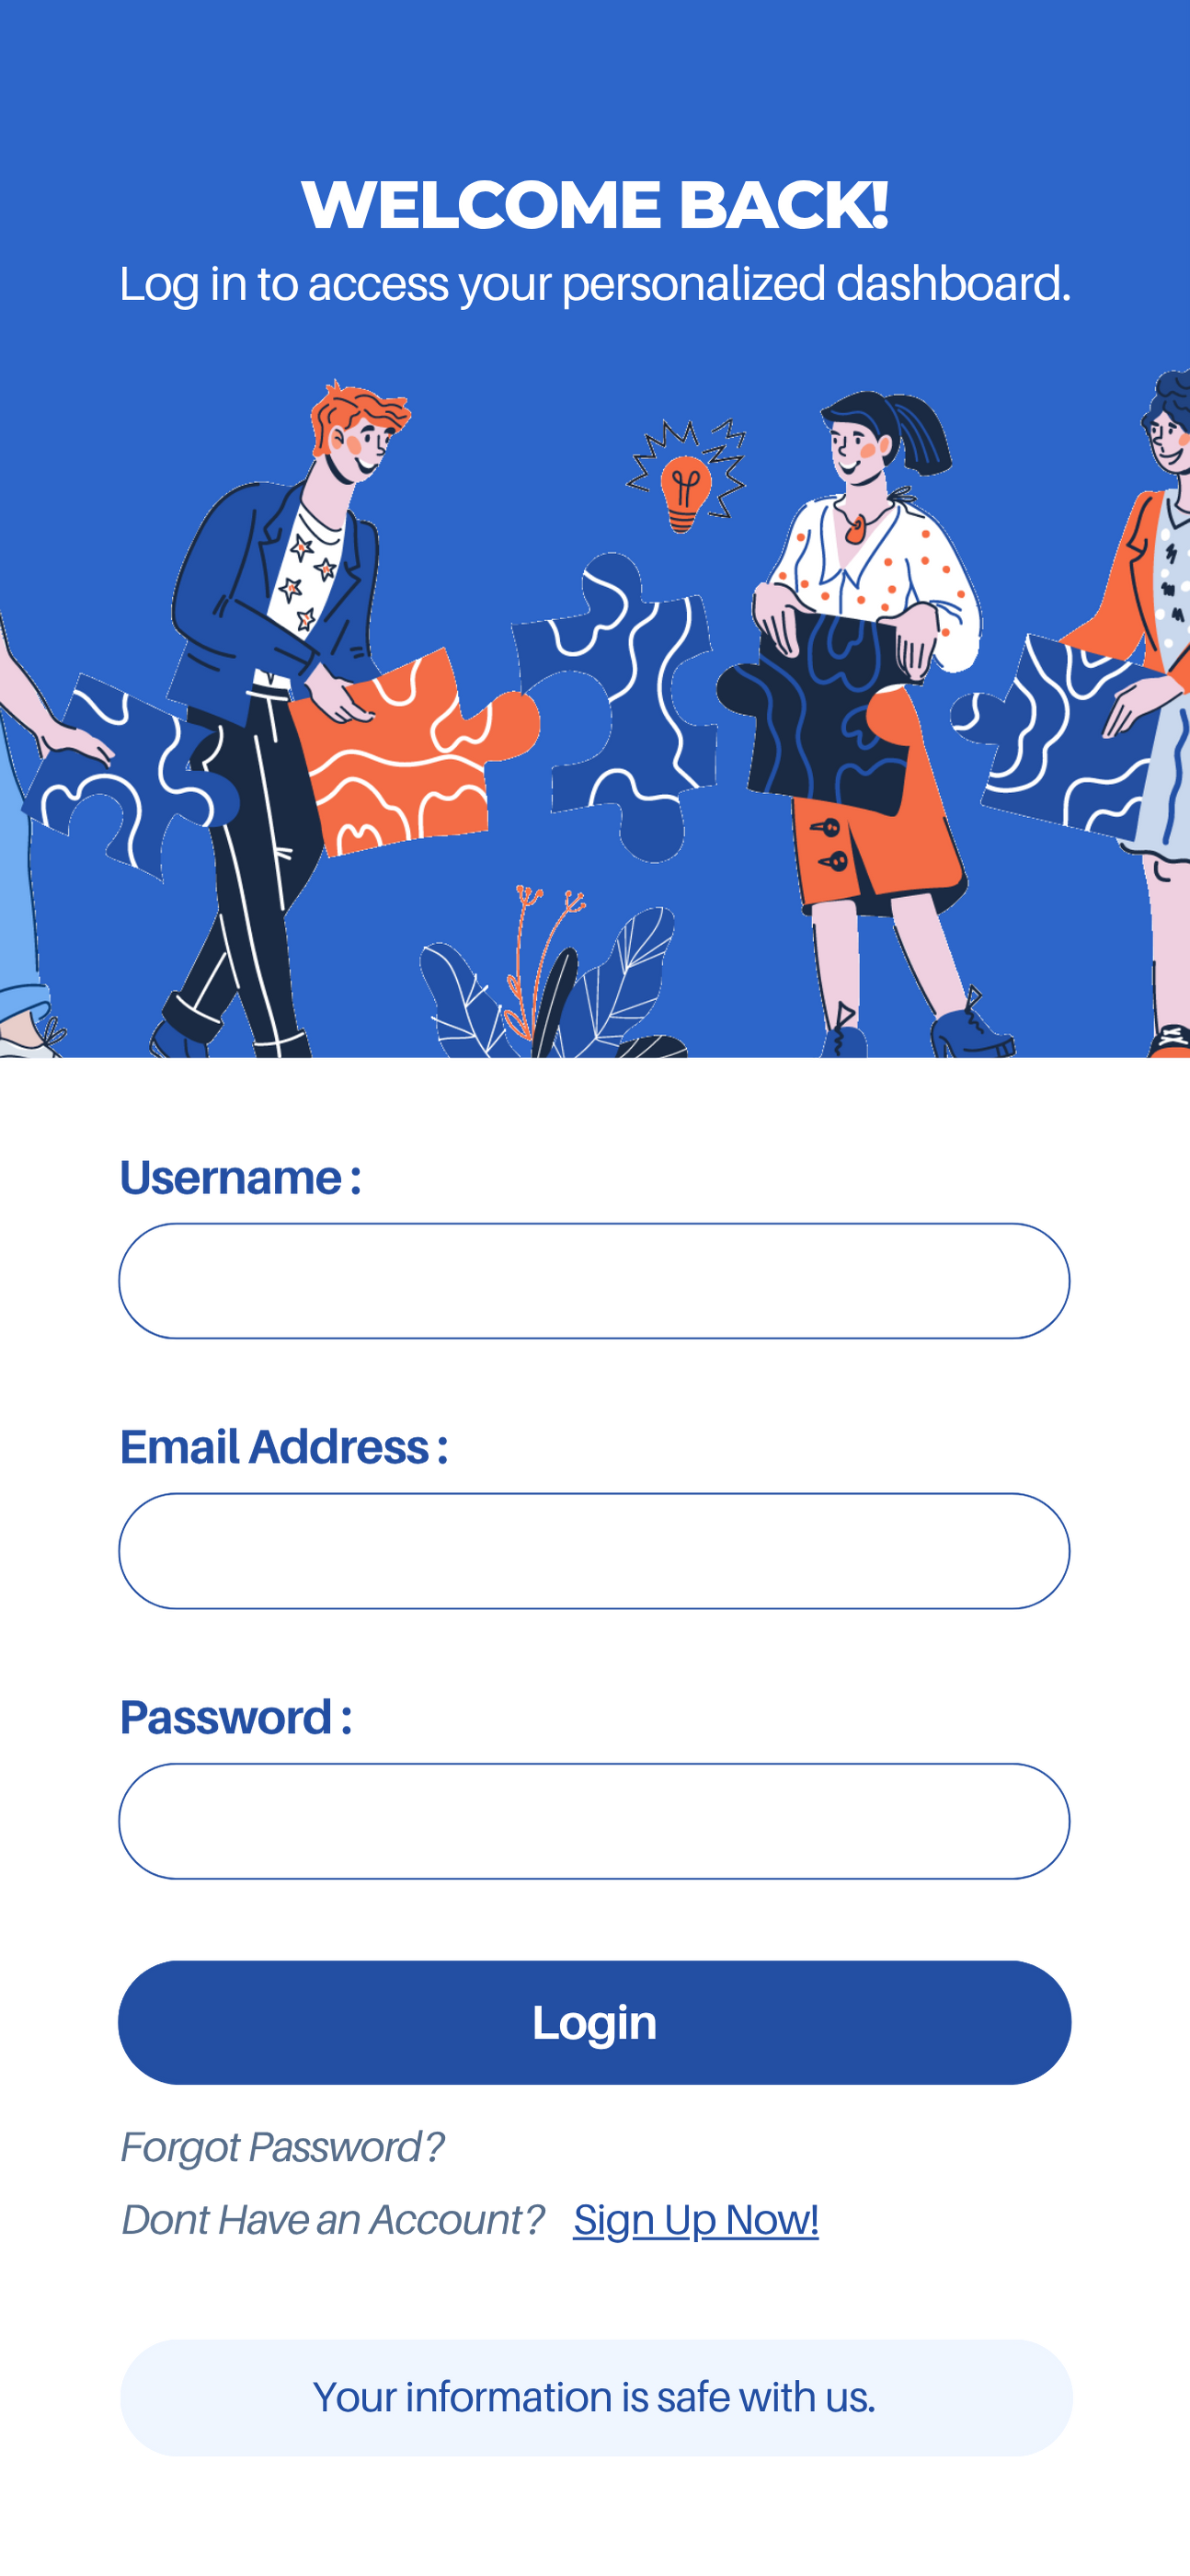 WELCOME BACK!
Log in to access your personalized dashboard.
Username :
Email Address :
Password :
Login
Forgot Password?
Dont Have an Account? Sign Up Now!
Your information is safe with us.